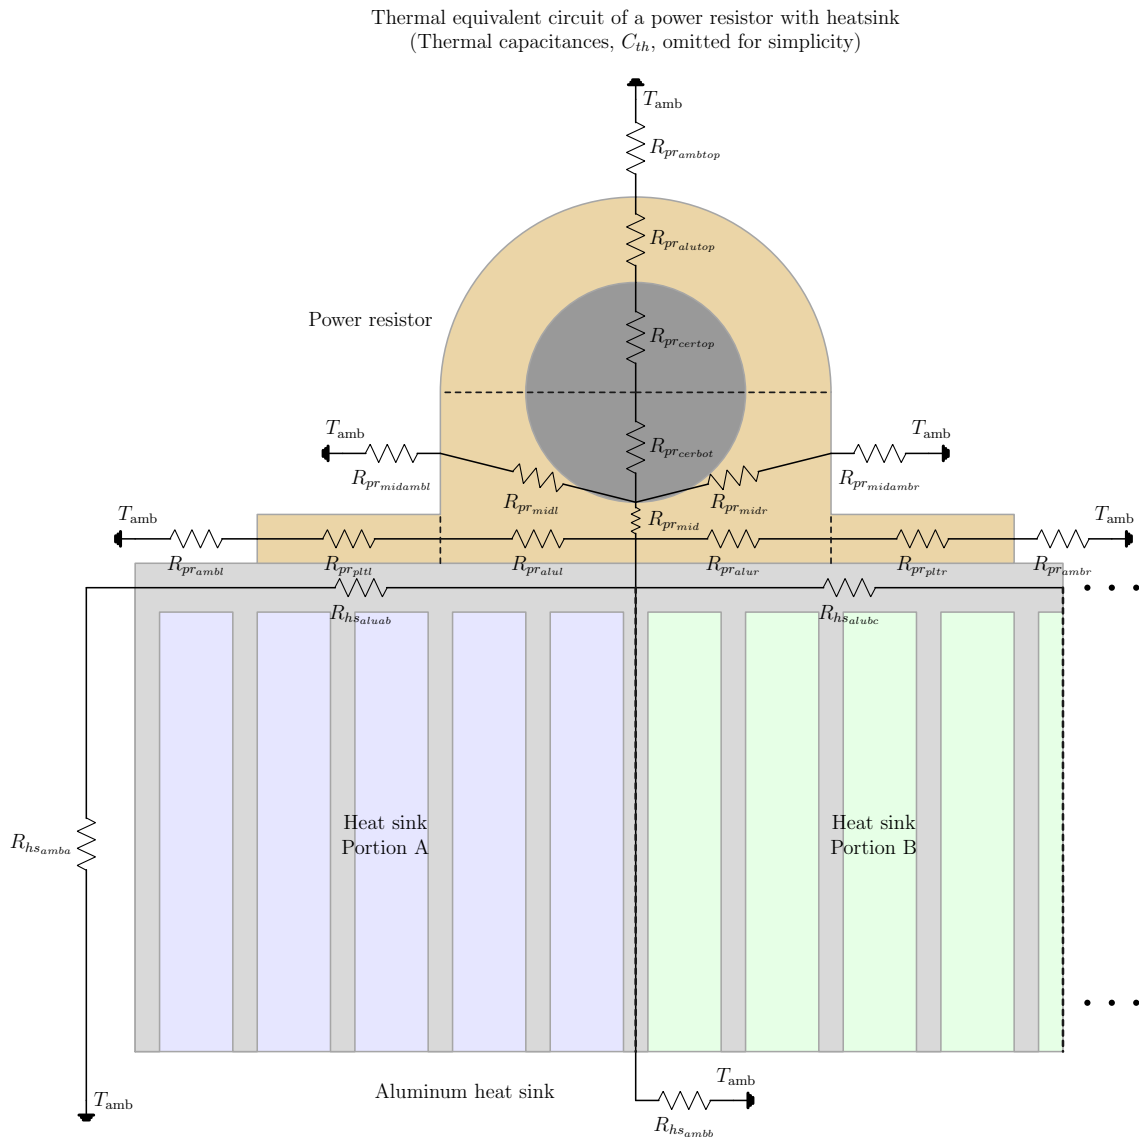 Thermal equivalent circuit of a power resistor with heatsink
(Thermal capacitances, C_th, omitted for simplicity)
T_amb
R_pr_ambtop
R_pr_alutop
Power resistor
R_pr_certop
T_amb
T_amb
R_pr_cerbot
R_pr_midambl
R_pr_midambr
R_pr_midl
R_pr_midr
T_amb
R_pr_mid
T_amb
R_pr_ambl
R_pr_pltl
R_pr_alul
R_pr_alur
R_pr_pltr
R_pr_ambr
R_hs_aluab
R_hs_alubc
Heat sink
Portion A
Heat sink
Portion B
R_hs_amba
T_amb
Aluminum heat sink
T_amb
R_hs_ambb